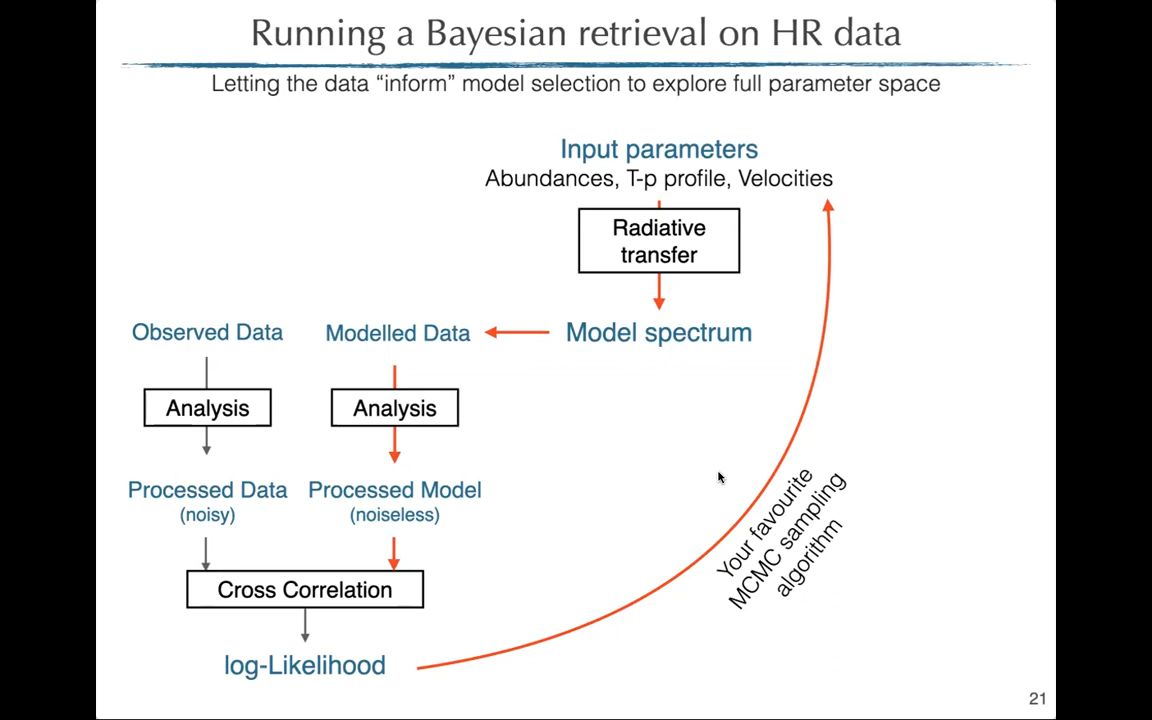 Running a Bayesian retrieval on HR data
Letting the data “inform” model selection to explore full parameter space
Input parameters
Abundances, T-p profile, Velocities
Radiative
transfer
Observed Data
Modelled Data
Model spectrum
Analysis
Analysis
Processed Data
(noisy)
Processed Model
(noiseless)
Your favourite
MCMC sampling
algorithm
Cross Correlation
log-Likelihood
21